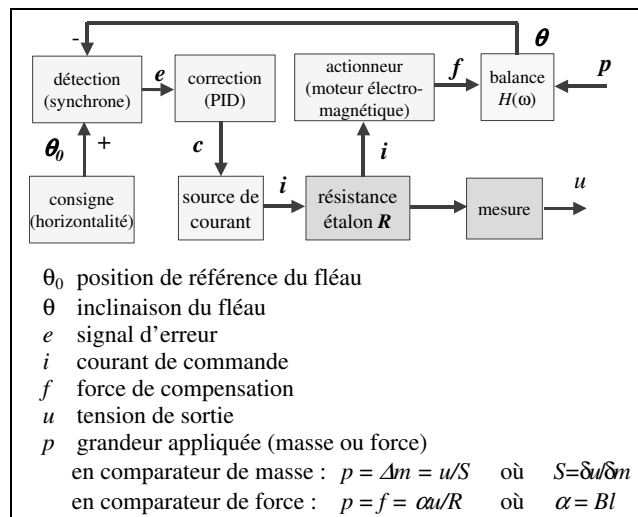 -
θ
détection
(synchrone)
e
correction
(PID)
actionneur
(moteur électro-
magnétique)
f
balance
H(ω)
p
θ0
+
c
i
consigne
(horizontalité)
source de
courant
i
résistance
étalon R
mesure
u
θ0 position de référence du fléau
θ inclinaison du fléau
e signal d'erreur
i courant de commande
f force de compensation
u tension de sortie
p grandeur appliquée (masse ou force)
en comparateur de masse : p = Δm = u/S où S=δu/δm
en comparateur de force : p = f = αu/R où α = Bl